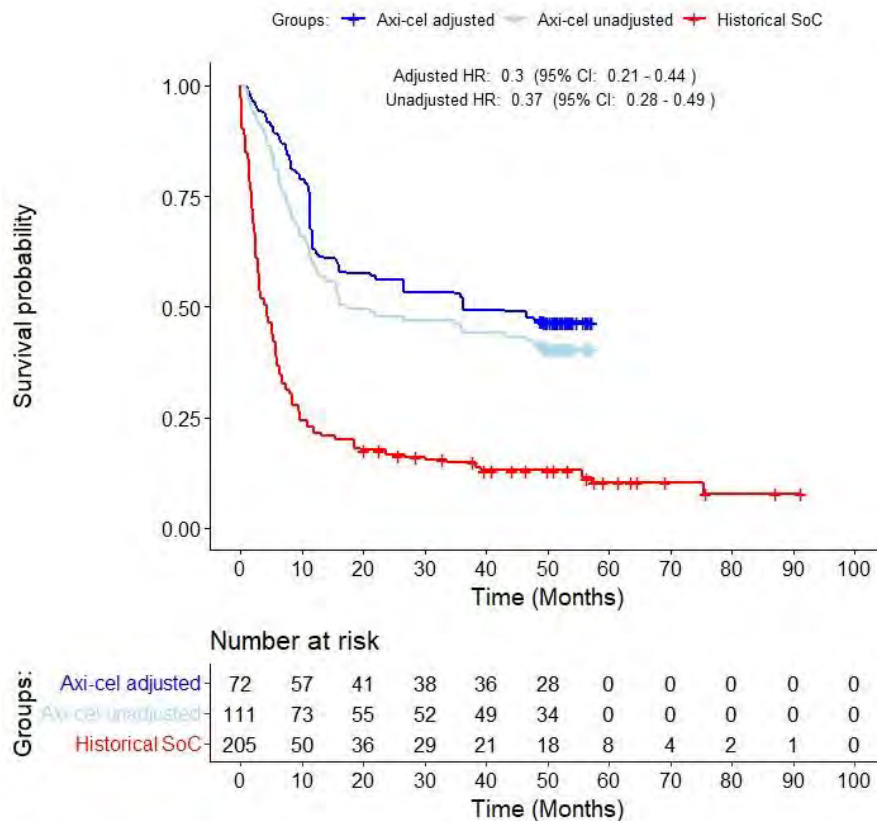 Groups: Axi-cel adjusted Axi-cel unadjusted Historical SoC
Adjusted HR: 0.3 (95% CI: 0.21 - 0.44 )
Unadjusted HR: 0.37 (95% CI: 0.28 - 0.49 )
Survival probability
1.00
0.75
0.50
0.25
0.00
0 10 20 30 40 50 60 70 80 90 100
Time (Months)
Number at risk
Groups:
Axi-cel adjusted 72 57 41 38 36 28 0 0 0 0 0
Axi-cel unadjusted 111 73 55 52 49 34 0 0 0 0 0
Historical SoC 205 50 36 29 21 18 8 4 2 1 0
0 10 20 30 40 50 60 70 80 90 100
Time (Months)